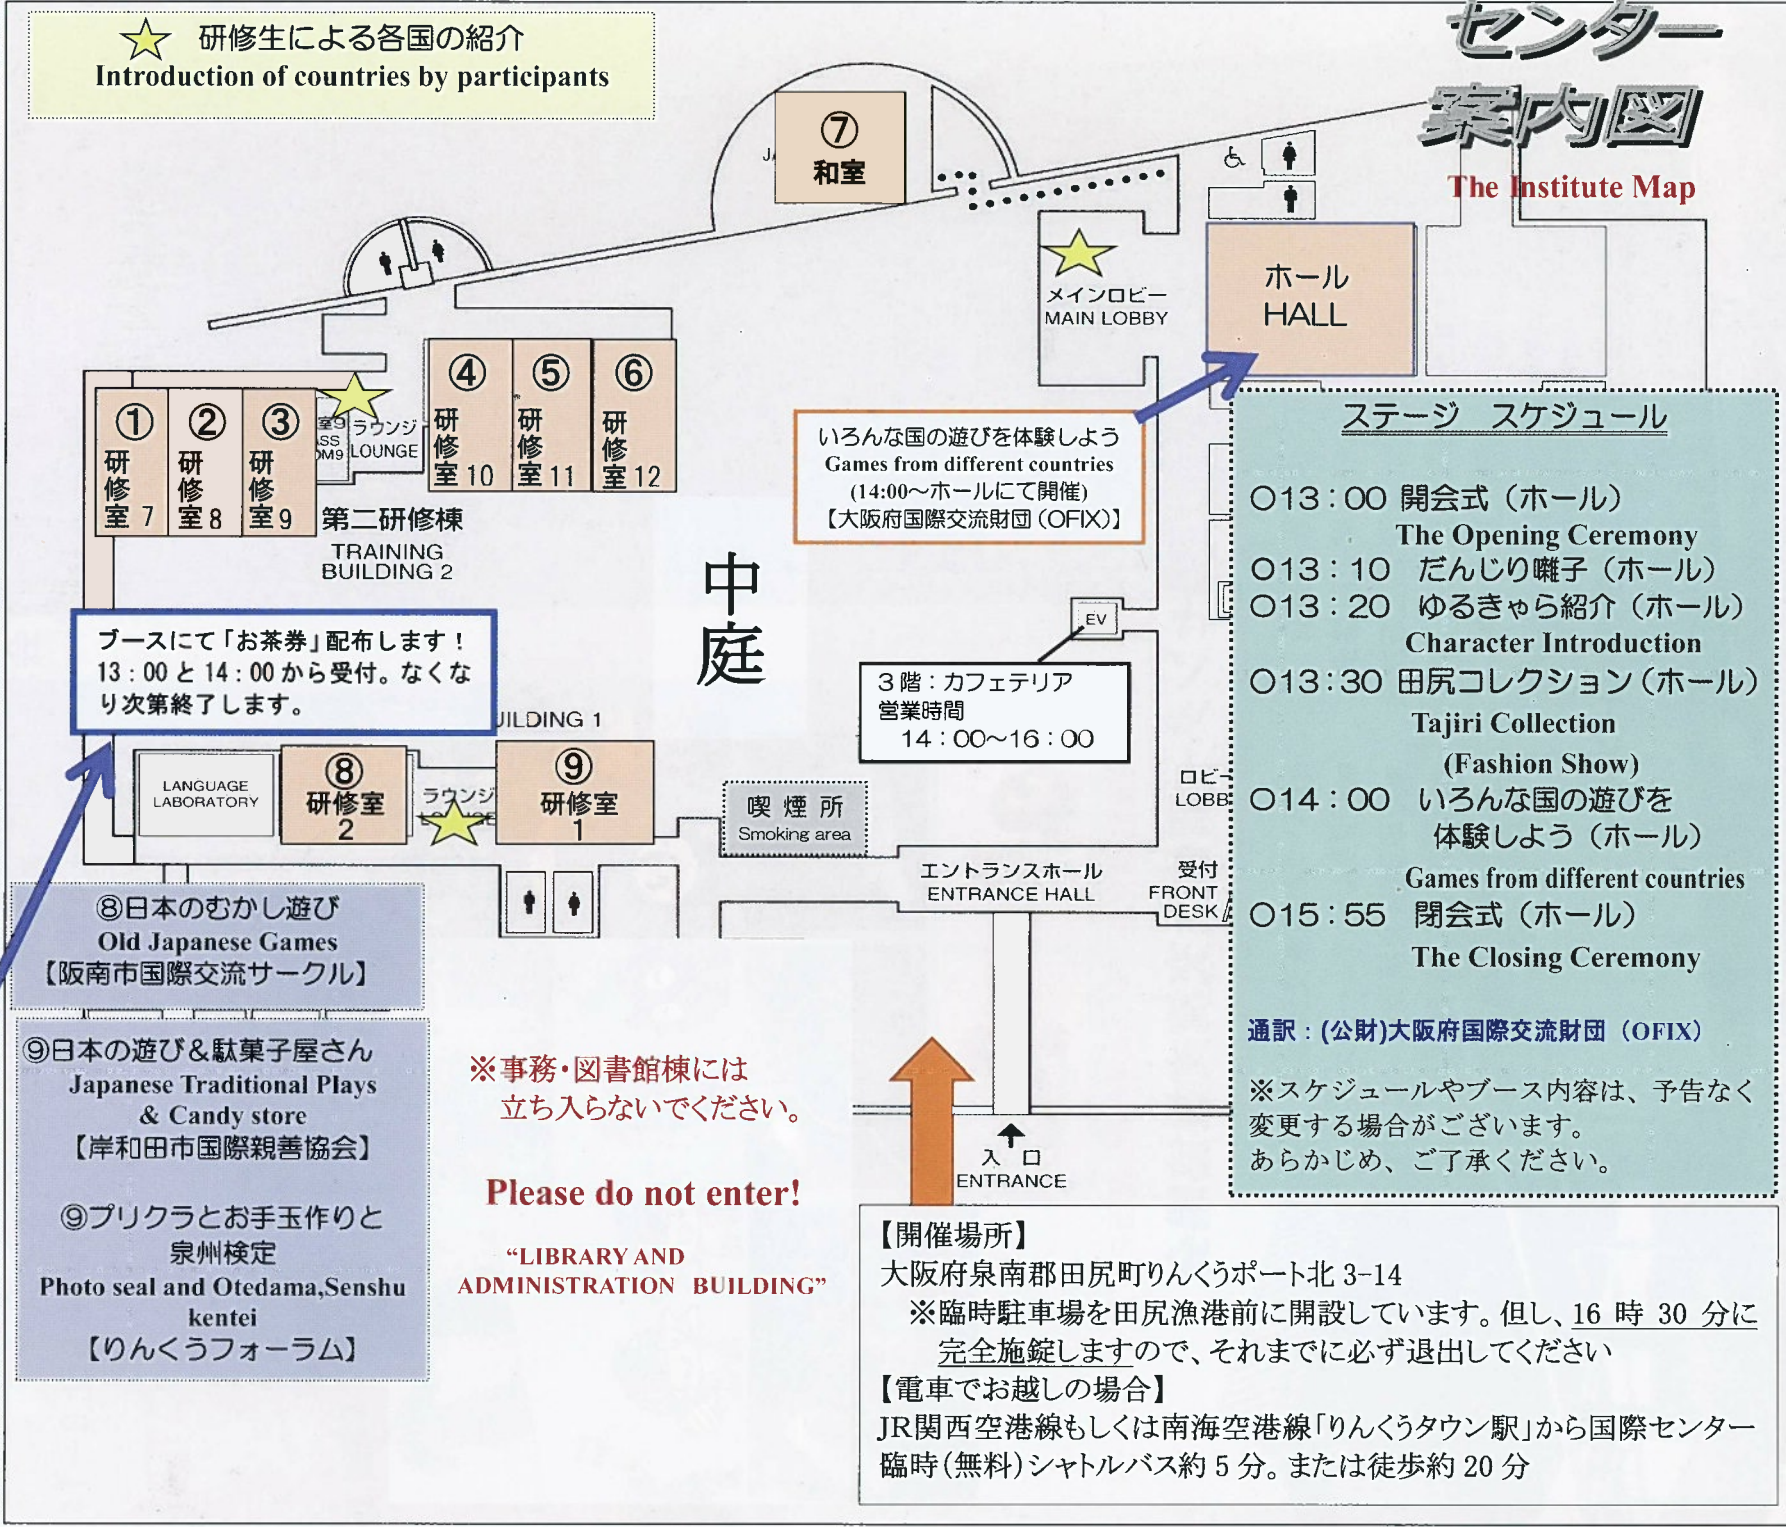 研修生による各国の紹介
Introduction of countries by participants
センター
案内図
The Institute Map
⑦
和室
メインロビー
MAIN LOBBY
ホール
HALL
①
研修室 7
②
研修室 8
③
研修室 9
ラウンジ
LOUNGE
④
研修室 10
⑤
研修室 11
⑥
研修室 12
第二研修棟
TRAINING
BUILDING 2
いろんな国の遊びを体験しよう
Games from different countries
(14:00～ホールにて開催)
【大阪府国際交流財団(OFIX)】
中庭
EV
3階：カフェテリア
営業時間
14：00～16：00
ブースにて「お茶券」配布します！
13：00と14：00から受付。なくな
り次第終了します。
UILDING 1
LANGUAGE
LABORATORY
⑧
研修室
2
ラウンジ
⑨
研修室
1
喫煙所
Smoking area
ロビー
LOBB
エントランスホール
ENTRANCE HALL
受付
FRONT
DESK
入口
ENTRANCE
ステージ　スケジュール
○13：00 開会式（ホール）
The Opening Ceremony
○13：10 だんじり囃子（ホール）
○13：20 ゆるきゃら紹介（ホール）
Character Introduction
○13：30 田尻コレクション（ホール）
Tajiri Collection
(Fashion Show)
○14：00 いろんな国の遊びを
体験しよう（ホール）
Games from different countries
○15：55 閉会式（ホール）
The Closing Ceremony
通訳：(公財)大阪府国際交流財団（OFIX）
※スケジュールやブース内容は、予告なく
変更する場合がございます。
あらかじめ、ご了承ください。
⑧日本のむかし遊び
Old Japanese Games
【阪南市国際交流サークル】
⑨日本の遊び＆駄菓子屋さん
Japanese Traditional Plays
& Candy store
【岸和田市国際親善協会】
⑨プリクラとお手玉作りと
泉州検定
Photo seal and Otedama,Senshu
kentei
【りんくうフォーラム】
※事務・図書館棟には
立ち入らないでください。
Please do not enter!
“LIBRARY AND
ADMINISTRATION BUILDING”
【開催場所】
大阪府泉南郡田尻町りんくうポート北 3-14
※臨時駐車場を田尻漁港前に開設しています。但し、16 時 30 分に
完全施錠しますので、それまでに必ず退出してください
【電車でお越しの場合】
JR関西空港線もしくは南海空港線「りんくうタウン駅」から国際センター
臨時(無料)シャトルバス約 5 分。または徒歩約 20 分